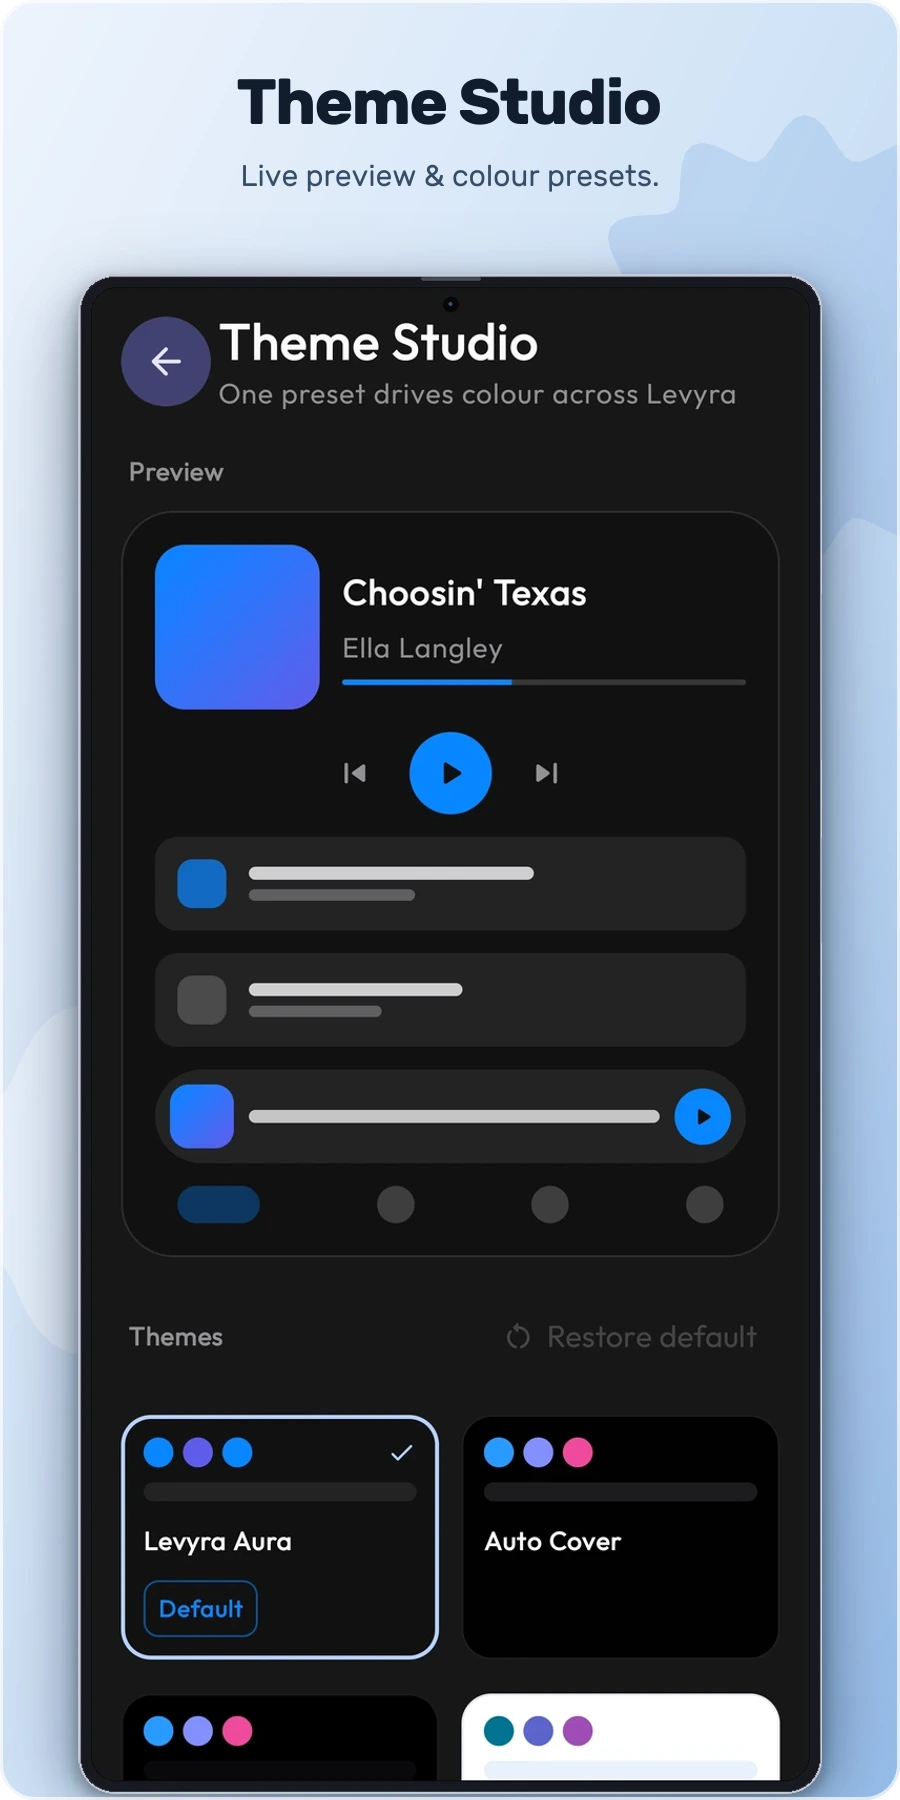 Theme Studio
Live preview & colour presets.
Theme Studio
One preset drives colour across Levyra
Preview
Choosin' Texas
Ella Langley
Themes
Restore default
Levyra Aura
Auto Cover
Default